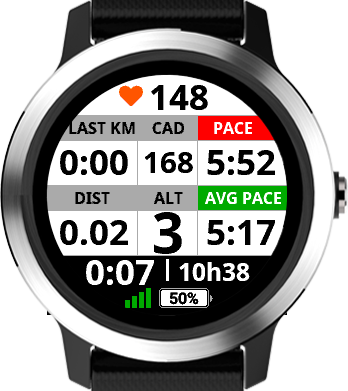 148
LAST KM CAD PACE
0:00 168 5:52
DIST ALT AVG PACE
0.02 3 5:17
0:07 10h38
50%